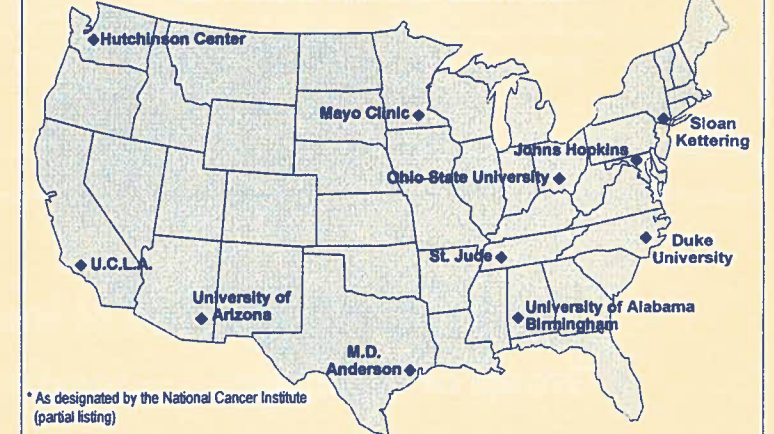 Hutchinson Center
Mayo Clinic
Sloan
Kettering
Johns Hopkins
Ohio State University
Duke
University
St. Jude
U.C.L.A.
University of
Arizona
University of Alabama
Birmingham
M.D.
Anderson
* As designated by the National Cancer Institute
(partial listing)